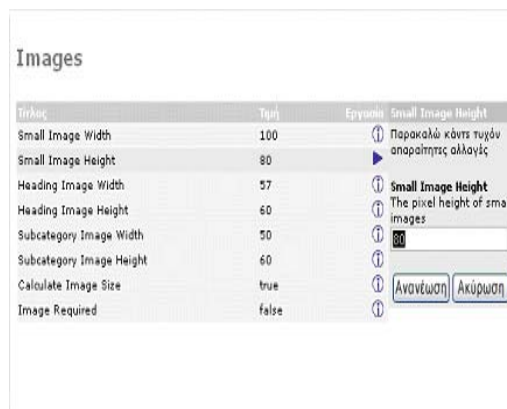 Images
Τίτλος Τιμή Εργασία
Small Image Width 100
Small Image Height 80
Heading Image Width 57
Heading Image Height 60
Subcategory Image Width 50
Subcategory Image Height 60
Calculate Image Size true
Image Required false
Small Image Height
Παρακαλώ κάντε τυχόν
απαραίτητες αλλαγές
Small Image Height
The pixel height of sma
images
80
Ανανέωση Ακύρωση